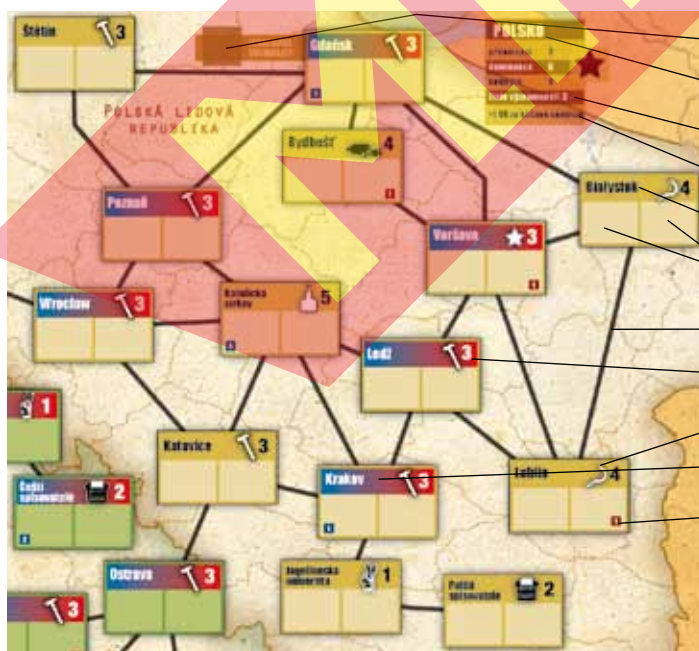 Štětín 3
Gdaňsk 3
POLSKO
POLSKÁ LIDOVÁ
REPUBLIKA
Bydhošť 4
Bialystok 4
Poznaň 3
Varšava 3
Wroclaw 3
Katolická
církev 5
Lodž 3
1
Katovice 3
Krakov 3
Lublin 4
Čeští
spisovatelé 2
Ostrava 3
Jagellonská
univerzita 1
Polští
spisovatelé 2
3